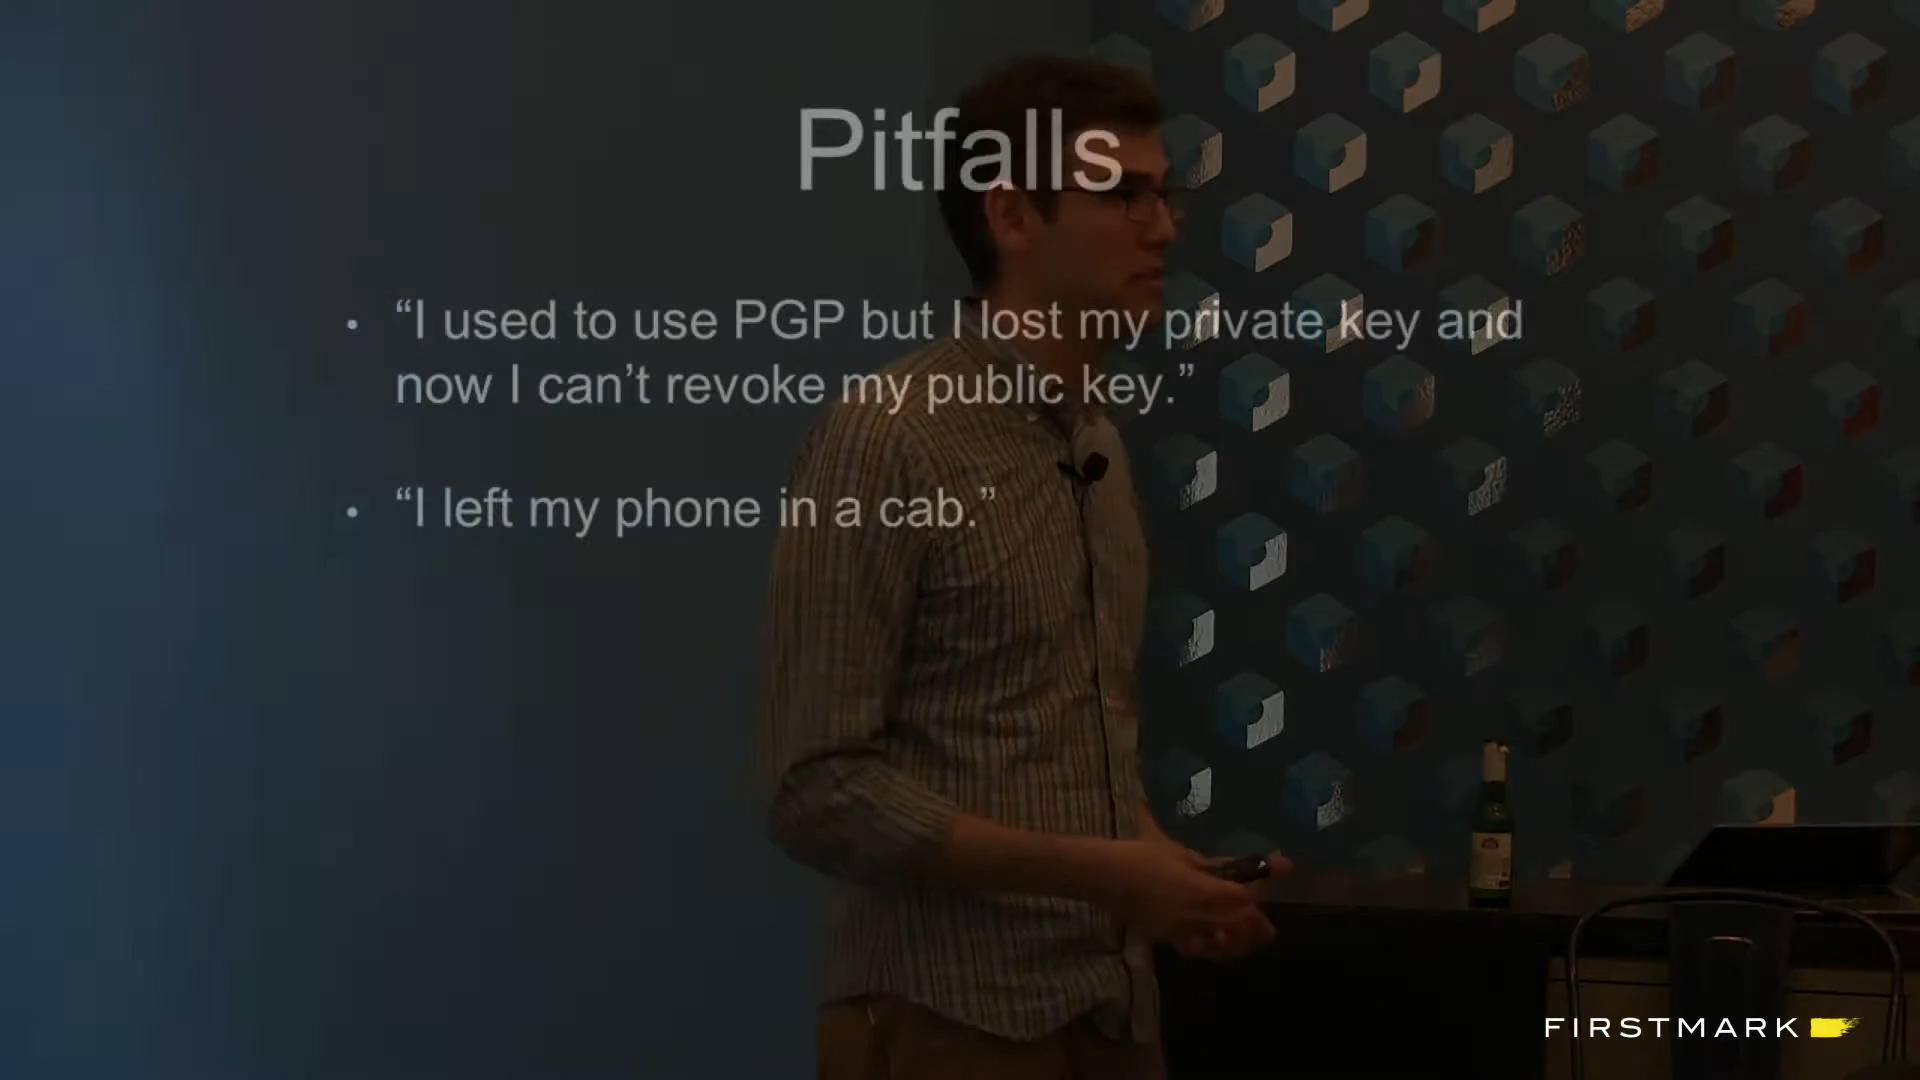 Pitfalls
• “I used to use PGP but I lost my private key and
now I can’t revoke my public key.”
• “I left my phone in a cab.”
FIRSTMARK